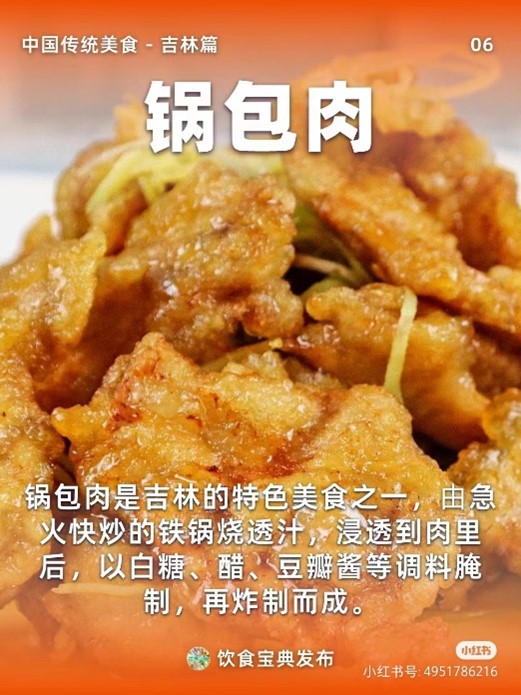 中国传统美食 - 吉林篇
06
锅包肉
锅包肉是吉林的特色美食之一，由急
火快炒的铁锅烧透汁，浸透到肉里
后，以白糖、醋、豆瓣酱等调料腌
制，再炸制而成。
饮食宝典发布
小红书
小红书号: 4951786216